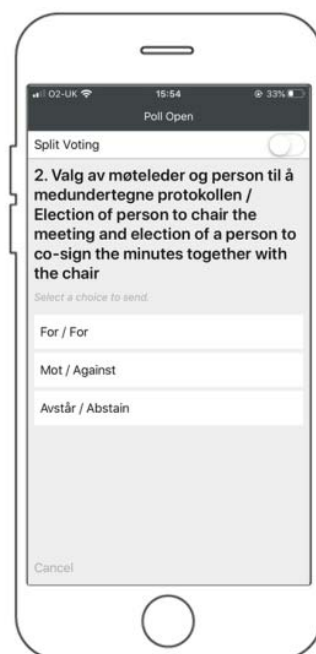 O2-UK 15:54 33%
Poll Open
Split Voting
2. Valg av møteleder og person til å
medundertegne protokollen /
Election of person to chair the
meeting and election of a person to
co-sign the minutes together with
the chair
Select a choice to send.
For / For
Mot / Against
Avstår / Abstain
Cancel